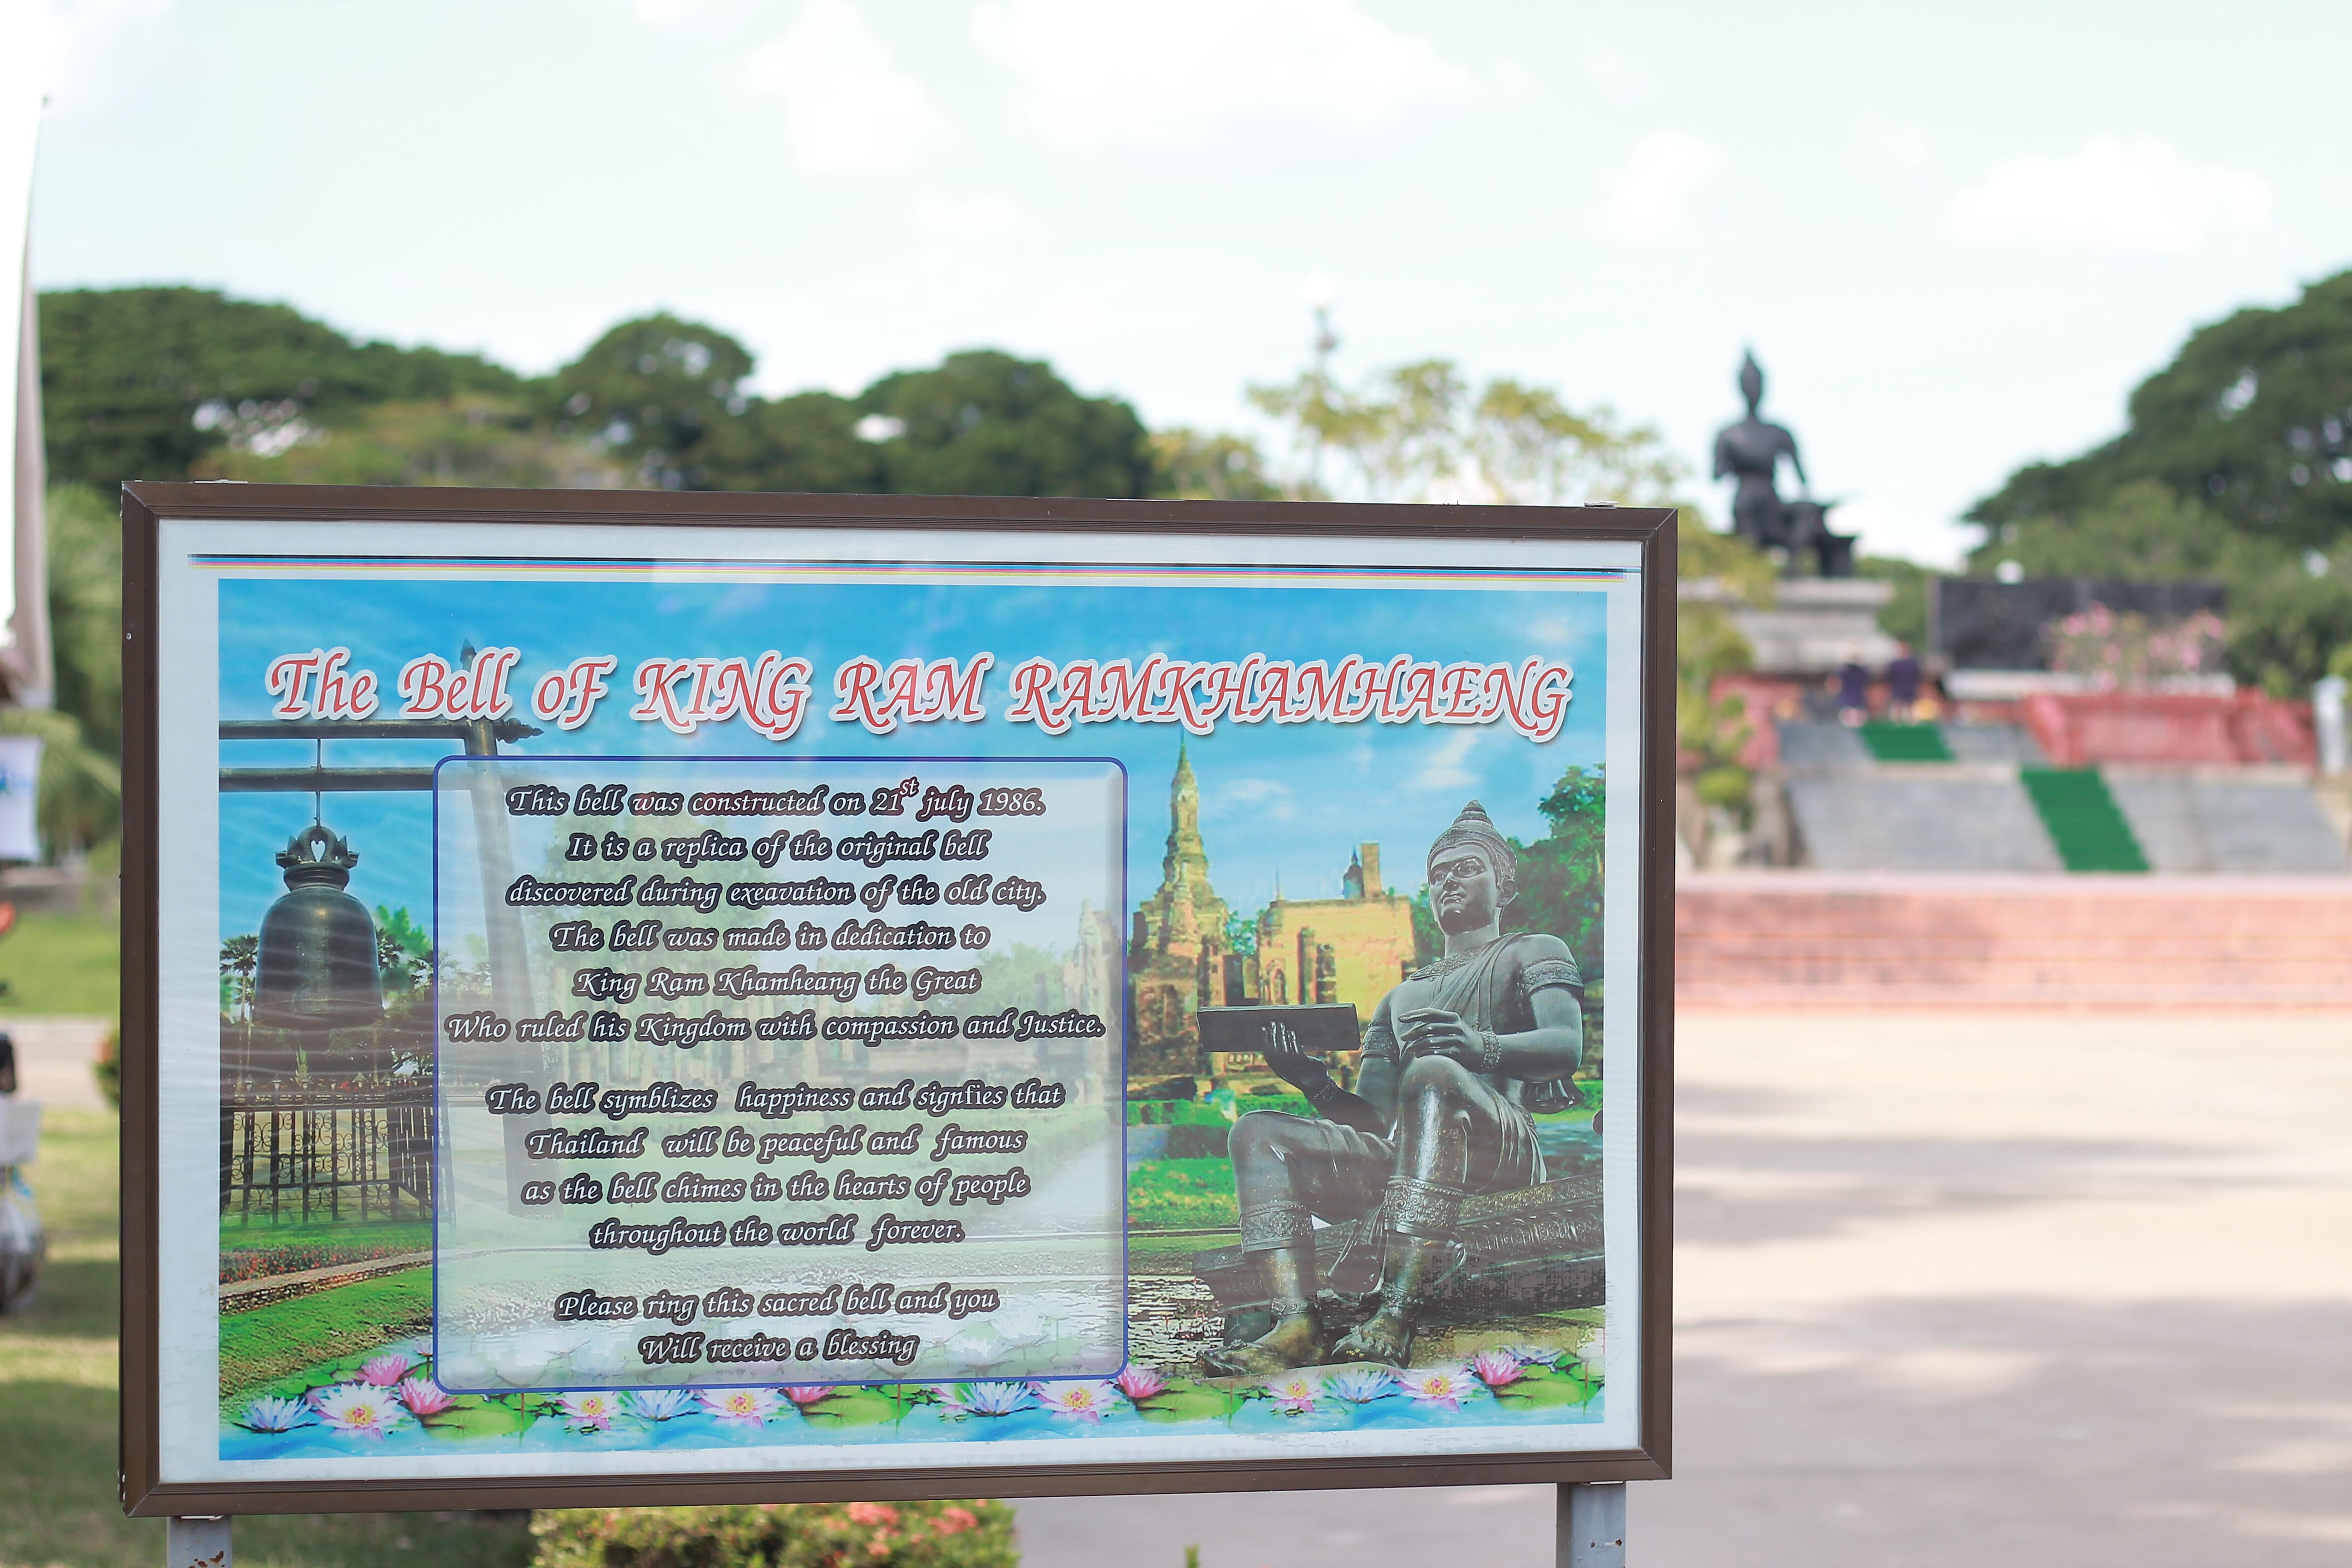 The Bell oF KING RAM RAMKHAMHAENG
This bell was constructed on 21st july 1986.
It is a replica of the original bell
discovered during exeavation of the old city.
The bell was made in dedication to
King Ram Khamheang the Great
Who ruled his Kingdom with compassion and Justice.
The bell symblizes happiness and signfies that
Thailand will be peaceful and famous
as the bell chimes in the hearts of people
throughout the world forever.
Please ring this sacred bell and you
Will receive a blessing